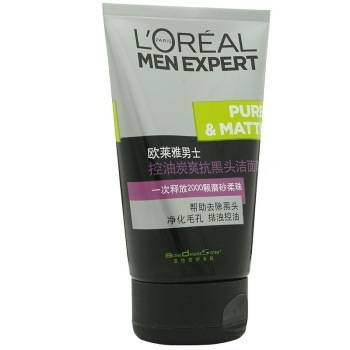 L'ORÉAL
PARIS
MEN EXPERT
PURE
& MATTE
欧莱雅男士
控油炭爽抗黑头洁面
一次释放2000颗磨砂柔珠
帮助去除黑头
净化毛孔 排浊控油